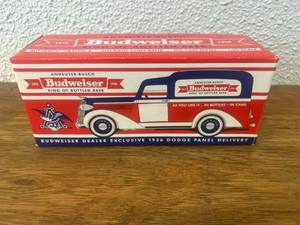 ANHEUSER-BUSCH
Budweiser
KING OF BOTTLED BEER
ANHEUSER-BUSCH
Budweiser
KING OF BOTTLED BEER
AS YOU LIKE IT... IN BOTTLES - IN CANS
BUDWEISER DEALER EXCLUSIVE 1936 DODGE PANEL DELIVERY